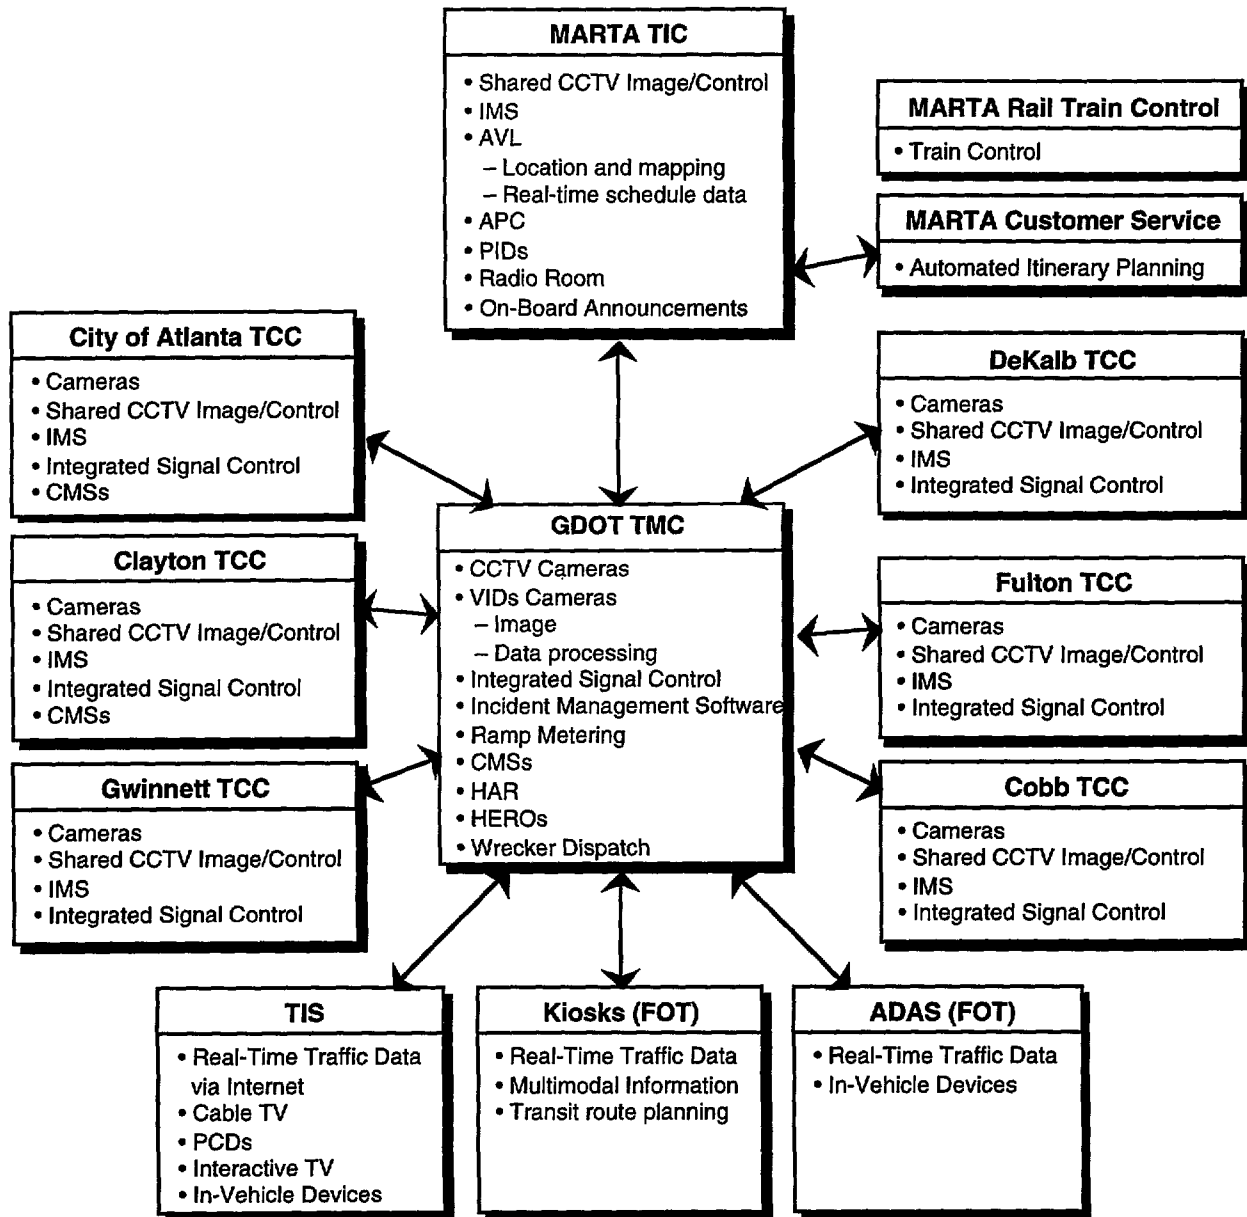 MARTA TIC
• Shared CCTV Image/Control
• IMS
• AVL
– Location and mapping
– Real-time schedule data
• APC
• PIDs
• Radio Room
• On-Board Announcements
MARTA Rail Train Control
• Train Control
MARTA Customer Service
• Automated Itinerary Planning
City of Atlanta TCC
• Cameras
• Shared CCTV Image/Control
• IMS
• Integrated Signal Control
• CMSs
DeKalb TCC
• Cameras
• Shared CCTV Image/Control
• IMS
• Integrated Signal Control
GDOT TMC
• CCTV Cameras
• VIDs Cameras
– Image
– Data processing
• Integrated Signal Control
• Incident Management Software
• Ramp Metering
• CMSs
• HAR
• HEROs
• Wrecker Dispatch
Clayton TCC
• Cameras
• Shared CCTV Image/Control
• IMS
• Integrated Signal Control
• CMSs
Fulton TCC
• Cameras
• Shared CCTV Image/Control
• IMS
• Integrated Signal Control
Gwinnett TCC
• Cameras
• Shared CCTV Image/Control
• IMS
• Integrated Signal Control
Cobb TCC
• Cameras
• Shared CCTV Image/Control
• IMS
• Integrated Signal Control
TIS
• Real-Time Traffic Data
via Internet
• Cable TV
• PCDs
• Interactive TV
• In-Vehicle Devices
Kiosks (FOT)
• Real-Time Traffic Data
• Multimodal Information
• Transit route planning
ADAS (FOT)
• Real-Time Traffic Data
• In-Vehicle Devices